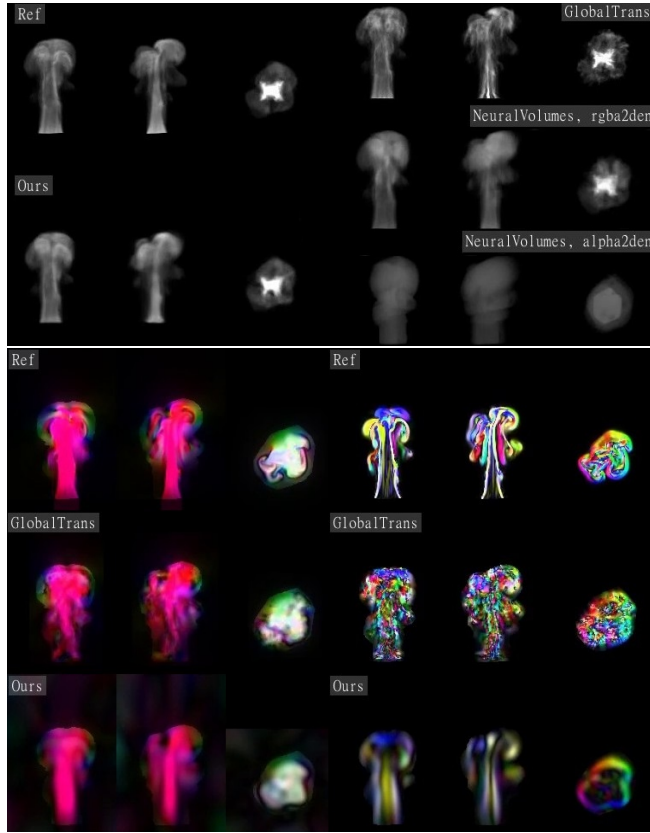 Ref
GlobalTrans
NeuralVolumes, rgba2den
Ours
NeuralVolumes, alpha2den
Ref
Ref
GlobalTrans
GlobalTrans
Ours
Ours